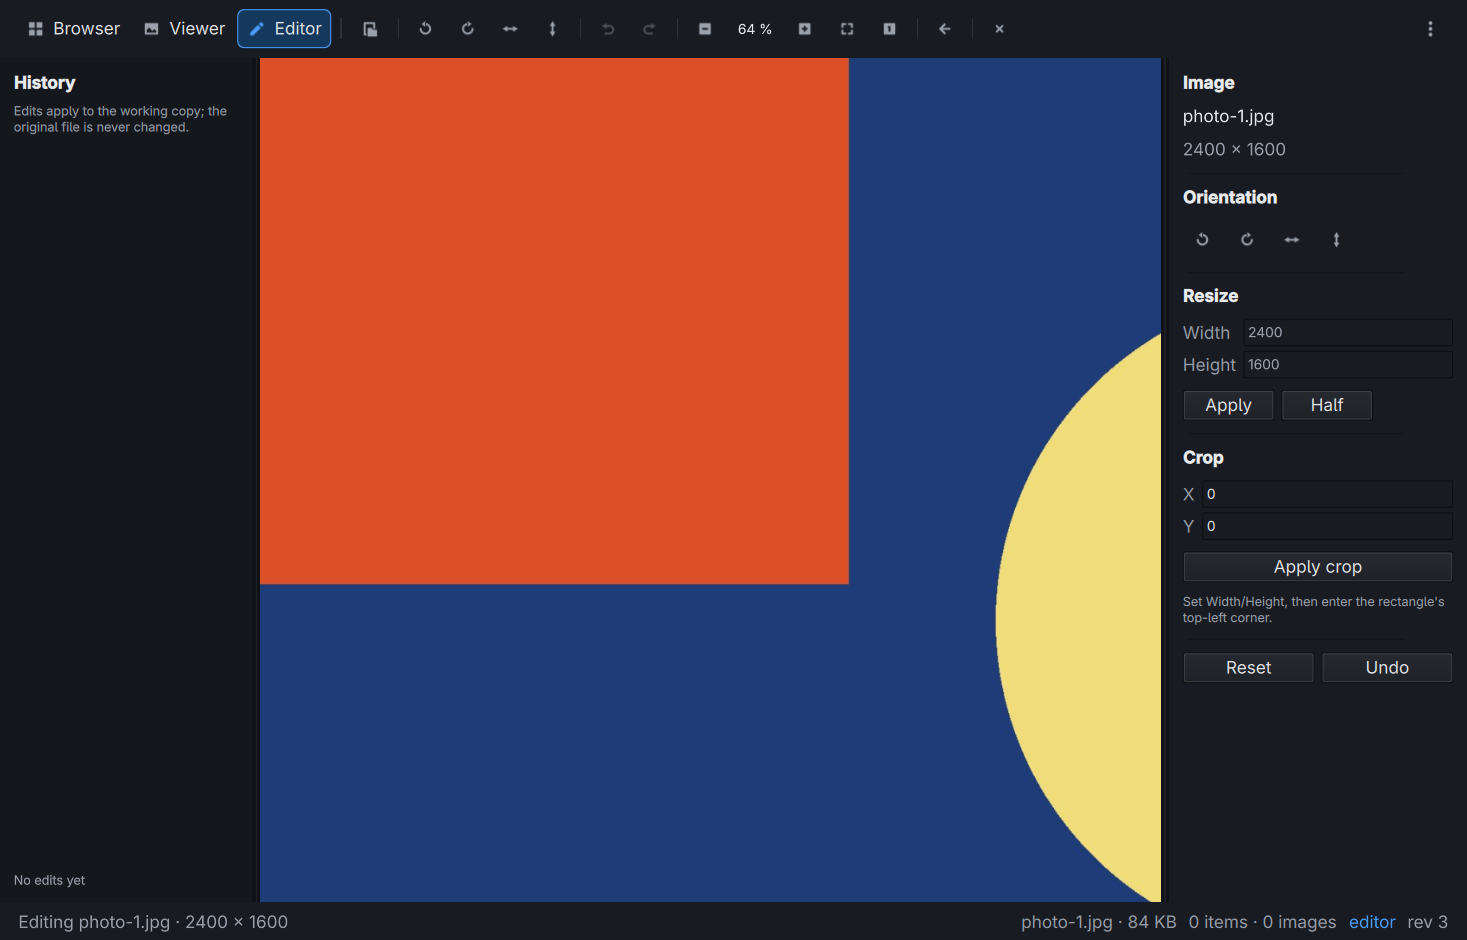 Browser Viewer Editor 64 %
History
Edits apply to the working copy; the
original file is never changed.
No edits yet
Image
photo-1.jpg
2400 × 1600
Orientation
Resize
Width 2400
Height 1600
Apply Half
Crop
X 0
Y 0
Apply crop
Set Width/Height, then enter the rectangle's
top-left corner.
Reset Undo
Editing photo-1.jpg · 2400 × 1600
photo-1.jpg · 84 KB 0 items · 0 images editor rev 3